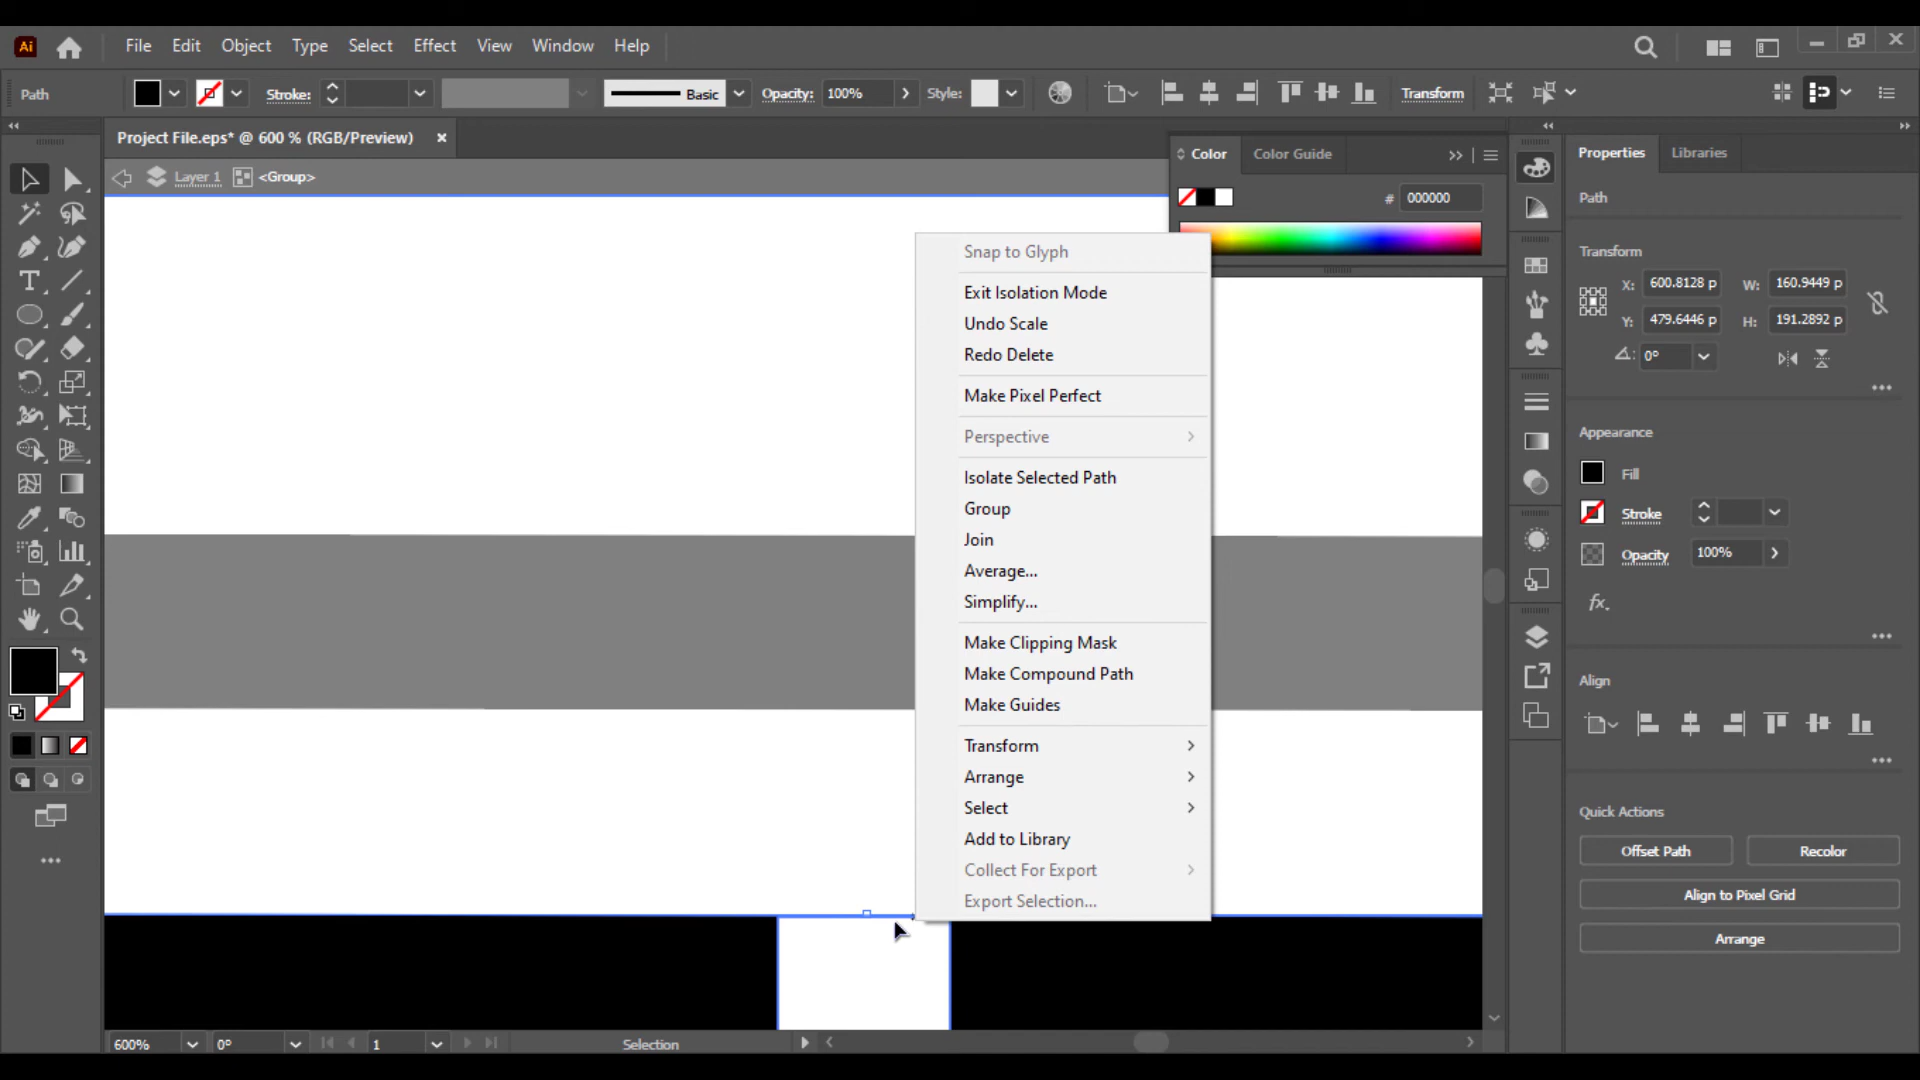 Ai File Edit Object Type Select Effect View Window Help
Path Stroke: Basic Opacity: 100% Style: Transform
Project File.eps* @ 600 % (RGB/Preview) ×
Layer 1 <Group>
Color Color Guide
# 000000
Properties Libraries
Path
Transform
X: 600.8128 p W: 160.9449 p
Y: 479.6446 p H: 191.2892 p
0°
Appearance
Fill
Stroke
Opacity 100%
fx.
Align
Quick Actions
Offset Path Recolor
Align to Pixel Grid
Arrange
Snap to Glyph
Exit Isolation Mode
Undo Scale
Redo Delete
Make Pixel Perfect
Perspective
Isolate Selected Path
Group
Join
Average...
Simplify...
Make Clipping Mask
Make Compound Path
Make Guides
Transform
Arrange
Select
Add to Library
Collect For Export
Export Selection...
600% 0° 1 Selection